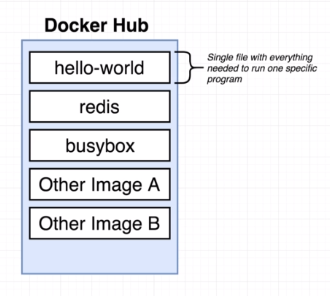 Docker Hub
hello-world
Single file with everything
needed to run one specific
program
redis
busybox
Other Image A
Other Image B